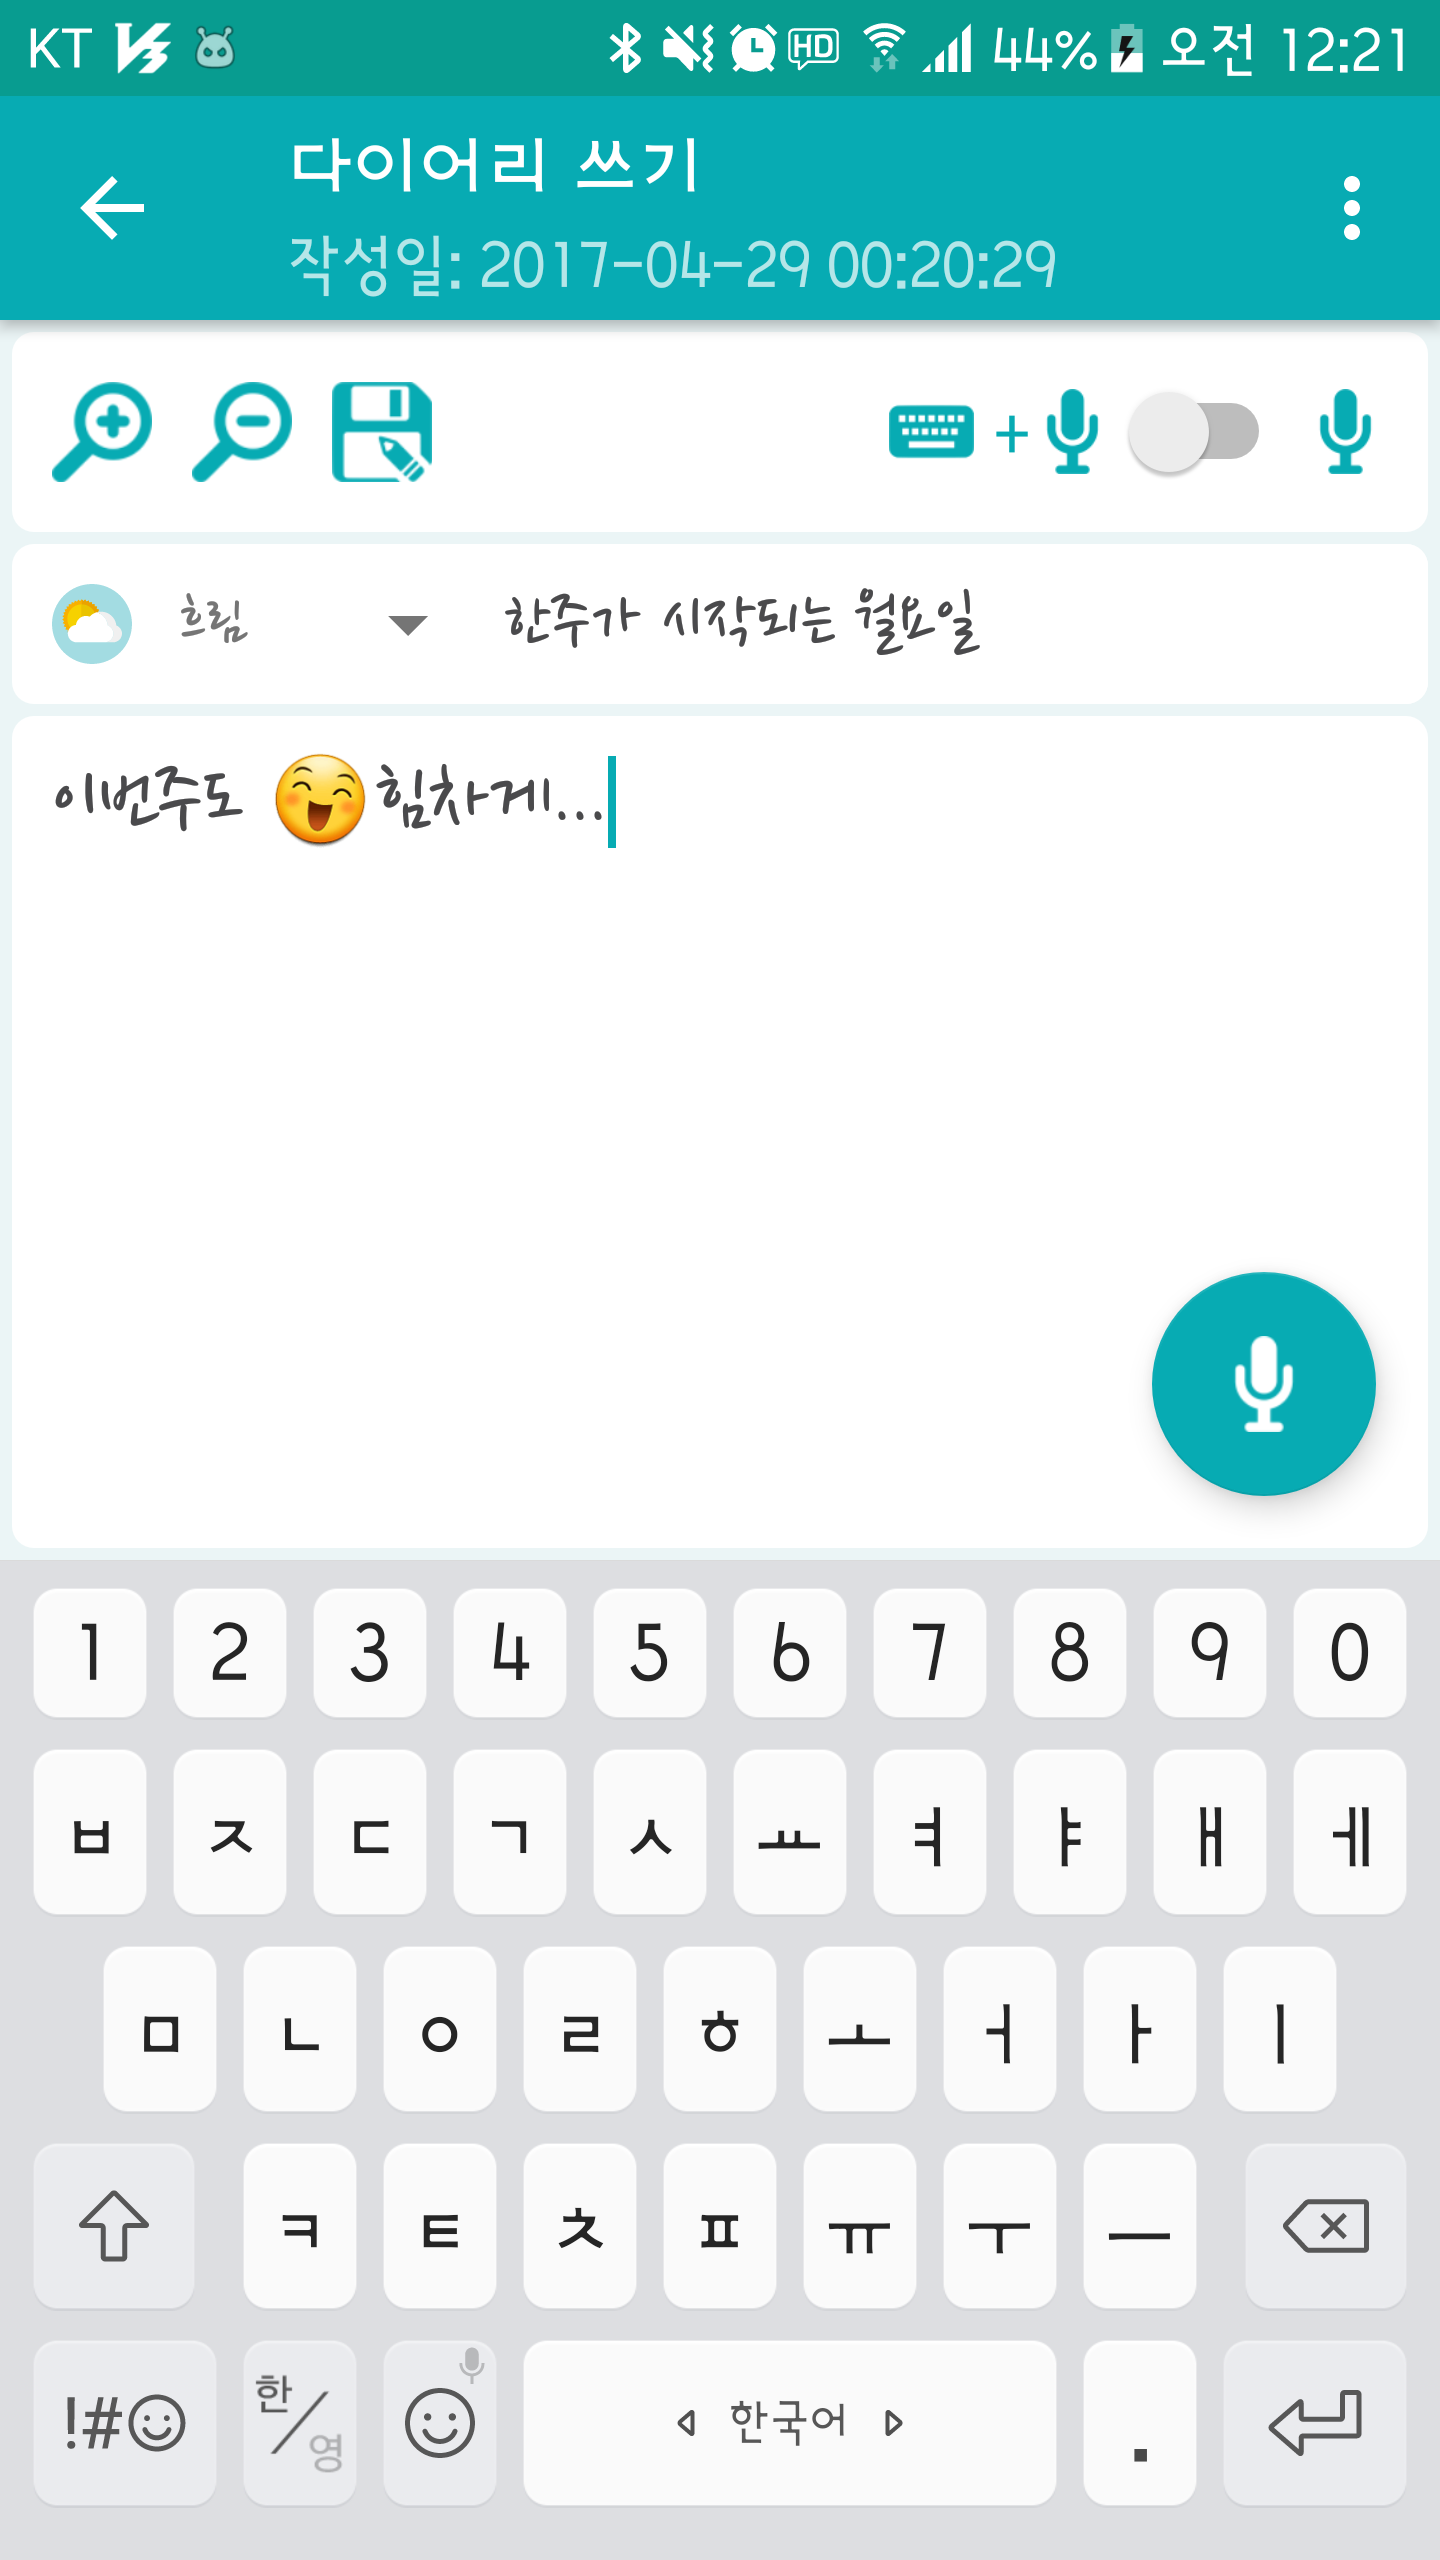 KT 44% 오전 12:21
다이어리 쓰기
작성일: 2017-04-29 00:20:29
+
흐림 한주가 시작되는 월요일
이번주도 😄힘차게...
1 2 3 4 5 6 7 8 9 0
ㅂ ㅈ ㄷ ㄱ ㅅ ㅛ ㅕ ㅑ ㅐ ㅔ
ㅁ ㄴ ㅇ ㄹ ㅎ ㅗ ㅓ ㅏ ㅣ
ㅋ ㅌ ㅊ ㅍ ㅠ ㅜ ㅡ
!#☺ 한/영 한국어 .